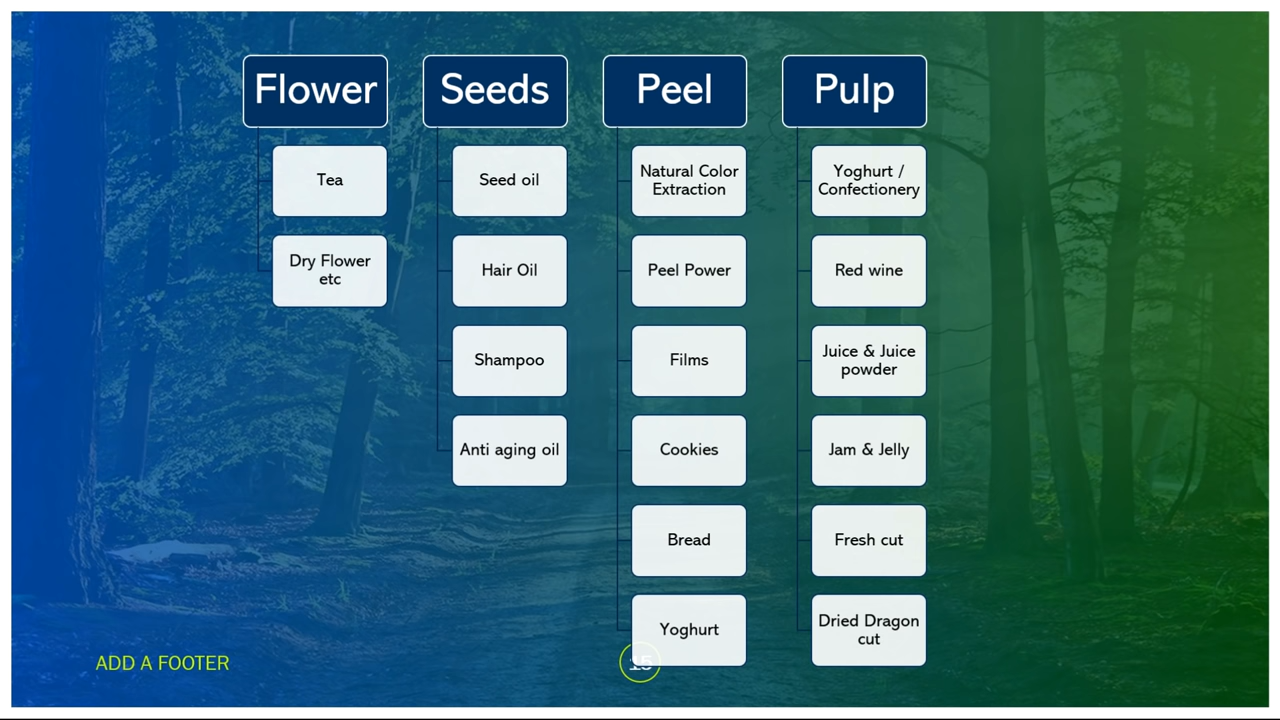 Flower
Tea
Dry Flower
etc
Seeds
Seed oil
Hair Oil
Shampoo
Anti aging oil
Peel
Natural Color
Extraction
Peel Power
Films
Cookies
Bread
Yoghurt
Pulp
Yoghurt /
Confectionery
Red wine
Juice & Juice
powder
Jam & Jelly
Fresh cut
Dried Dragon
cut
ADD A FOOTER
15